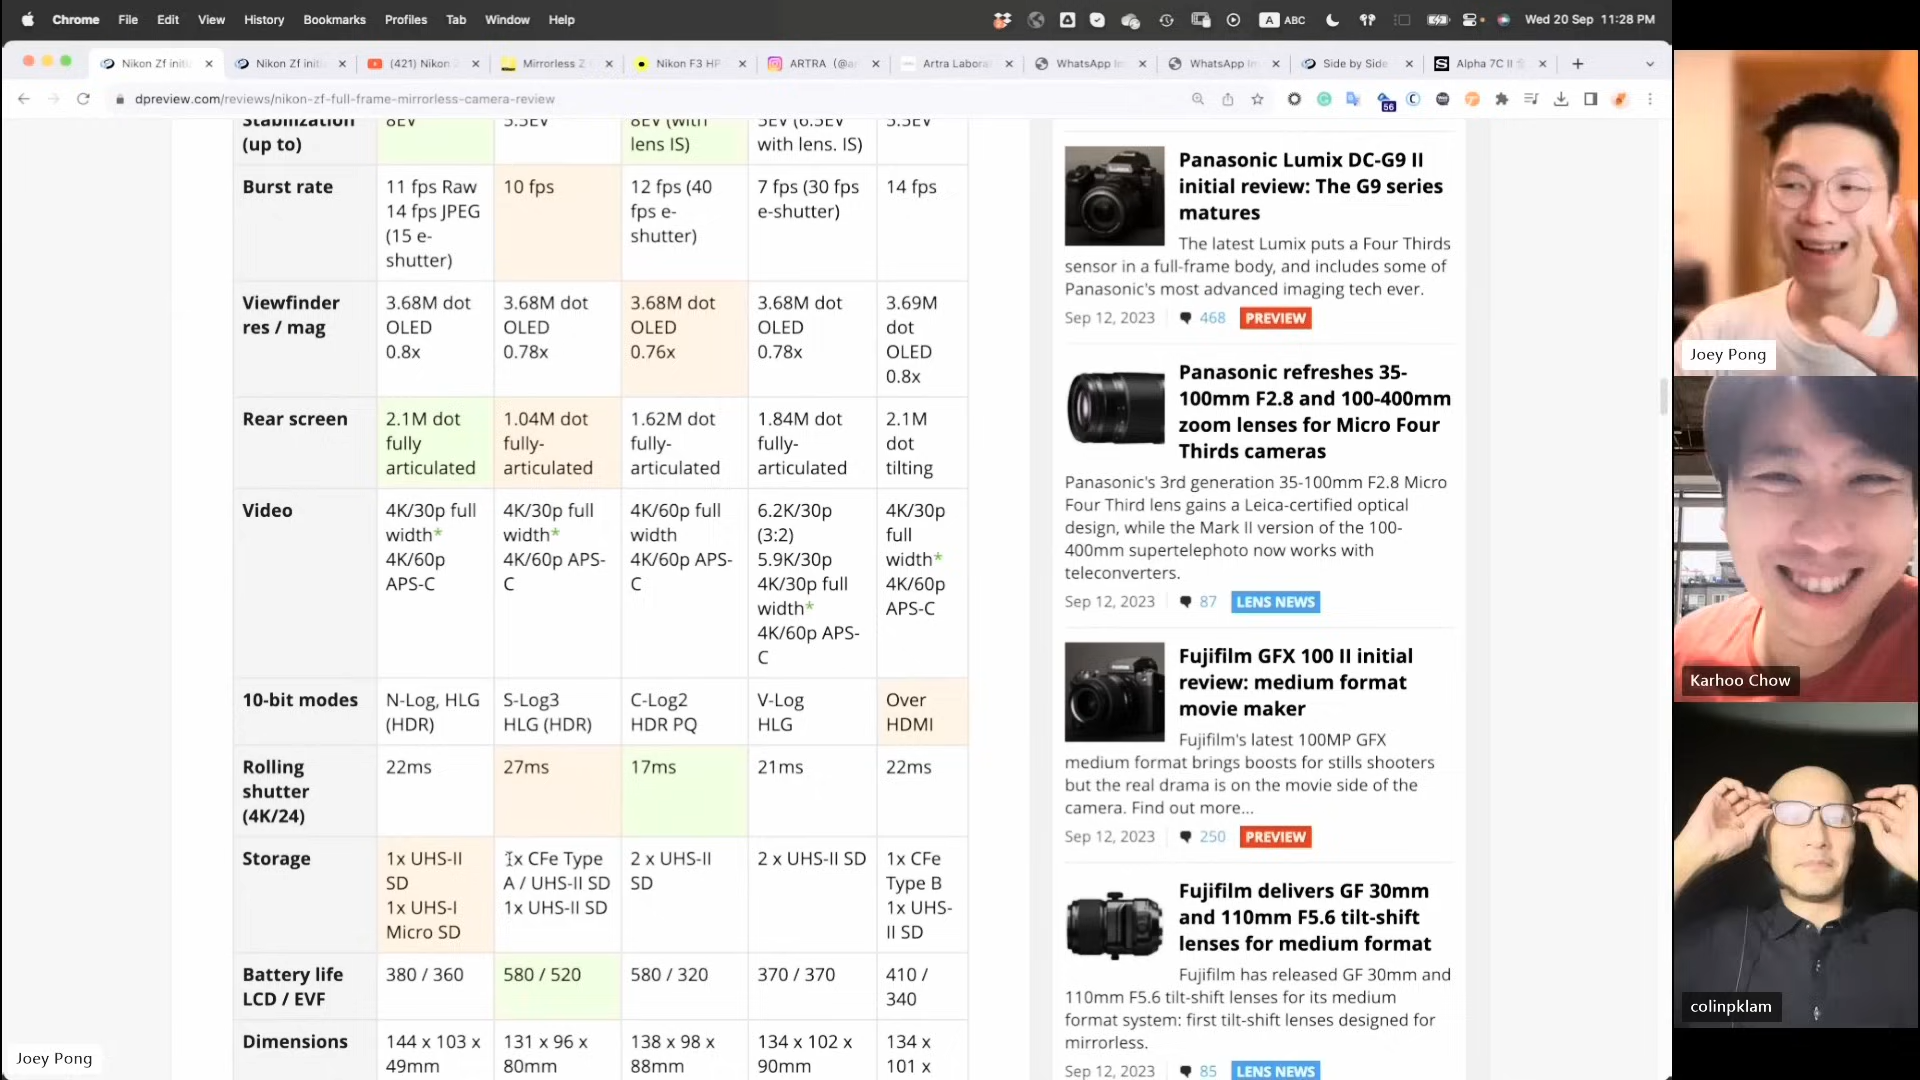 Chrome File Edit View History Bookmarks Profiles Tab Window Help
A ABC
Wed 20 Sep 11:28 PM
Nikon Zf initi
Nikon Zf initi
(421) Nikon
Mirrorless Z
Nikon F3 HP
ARTRA (@a
Artra Labora
WhatsApp Im
WhatsApp Im
Side by Side
Alpha 7C II
dpreview.com/reviews/nikon-zf-full-frame-mirrorless-camera-review
56
Stabilization
(up to)
8EV
5.5EV
8EV (with
lens IS)
5EV (6.5EV
with lens. IS)
5.5EV
Burst rate
11 fps Raw
14 fps JPEG
(15 e-
shutter)
10 fps
12 fps (40
fps e-
shutter)
7 fps (30 fps
e-shutter)
14 fps
Viewfinder
res / mag
3.68M dot
OLED
0.8x
3.68M dot
OLED
0.78x
3.68M dot
OLED
0.76x
3.68M dot
OLED
0.78x
3.69M
dot
OLED
0.8x
Rear screen
2.1M dot
fully
articulated
1.04M dot
fully-
articulated
1.62M dot
fully-
articulated
1.84M dot
fully-
articulated
2.1M
dot
tilting
Video
4K/30p full
width*
4K/60p
APS-C
4K/30p full
width*
4K/60p APS-
C
4K/60p full
width
4K/60p APS-
C
6.2K/30p
(3:2)
5.9K/30p
4K/30p full
width*
4K/60p APS-
C
4K/30p
full
width*
4K/60p
APS-C
10-bit modes
N-Log, HLG
(HDR)
S-Log3
HLG (HDR)
C-Log2
HDR PQ
V-Log
HLG
Over
HDMI
Rolling
shutter
(4K/24)
22ms
27ms
17ms
21ms
22ms
Storage
1x UHS-II
SD
1x UHS-I
Micro SD
1x CFe Type
A / UHS-II SD
1x UHS-II SD
2 x UHS-II
SD
2 x UHS-II SD
1x CFe
Type B
1x UHS-
II SD
Battery life
LCD / EVF
380 / 360
580 / 520
580 / 320
370 / 370
410 /
340
Dimensions
144 x 103 x
49mm
131 x 96 x
80mm
138 x 98 x
88mm
134 x 102 x
90mm
134 x
101 x
Panasonic Lumix DC-G9 II
initial review: The G9 series
matures
The latest Lumix puts a Four Thirds
sensor in a full-frame body, and includes some of
Panasonic's most advanced imaging tech ever.
Sep 12, 2023 468 PREVIEW
Panasonic refreshes 35-
100mm F2.8 and 100-400mm
zoom lenses for Micro Four
Thirds cameras
Panasonic's 3rd generation 35-100mm F2.8 Micro
Four Third lens gains a Leica-certified optical
design, while the Mark II version of the 100-
400mm supertelephoto now works with
teleconverters.
Sep 12, 2023 87 LENS NEWS
Fujifilm GFX 100 II initial
review: medium format
movie maker
Fujifilm's latest 100MP GFX
medium format brings boosts for stills shooters
but the real drama is on the movie side of the
camera. Find out more...
Sep 12, 2023 250 PREVIEW
Fujifilm delivers GF 30mm
and 110mm F5.6 tilt-shift
lenses for medium format
Fujifilm has released GF 30mm and
110mm F5.6 tilt-shift lenses for its medium
format system: first tilt-shift lenses designed for
mirrorless.
Sep 12, 2023 85 LENS NEWS
Joey Pong
Karhoo Chow
colinpklam
Joey Pong